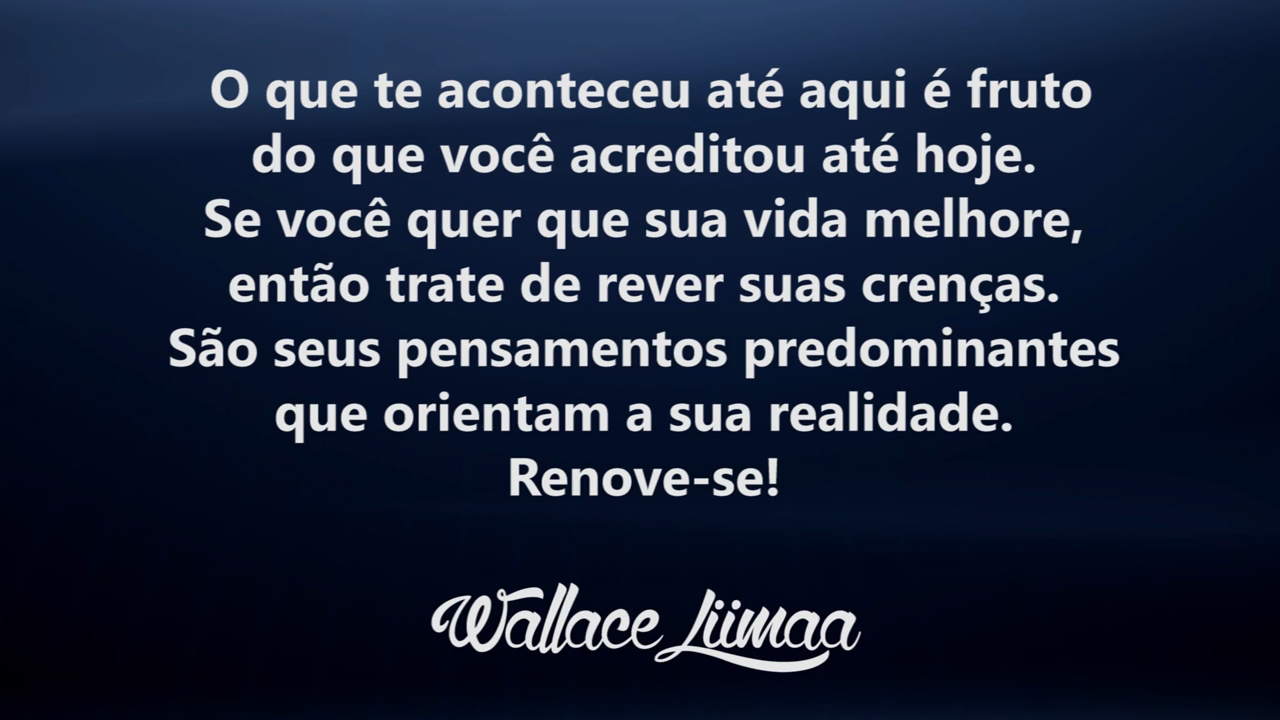 O que te aconteceu até aqui é fruto
do que você acreditou até hoje.
Se você quer que sua vida melhore,
então trate de rever suas crenças.
São seus pensamentos predominantes
que orientam a sua realidade.
Renove-se!
Wallace Liimaa